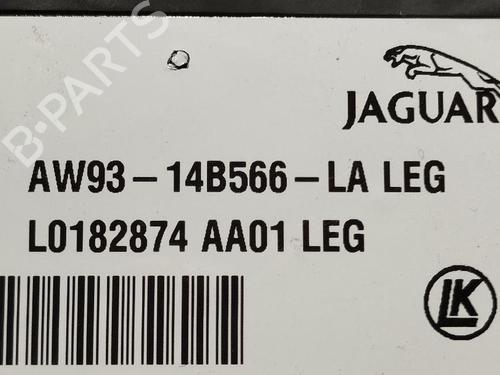 B-PARTS
JAGUAR
AW93-14B566-LA LEG
L0182874 AA01 LEG
LK